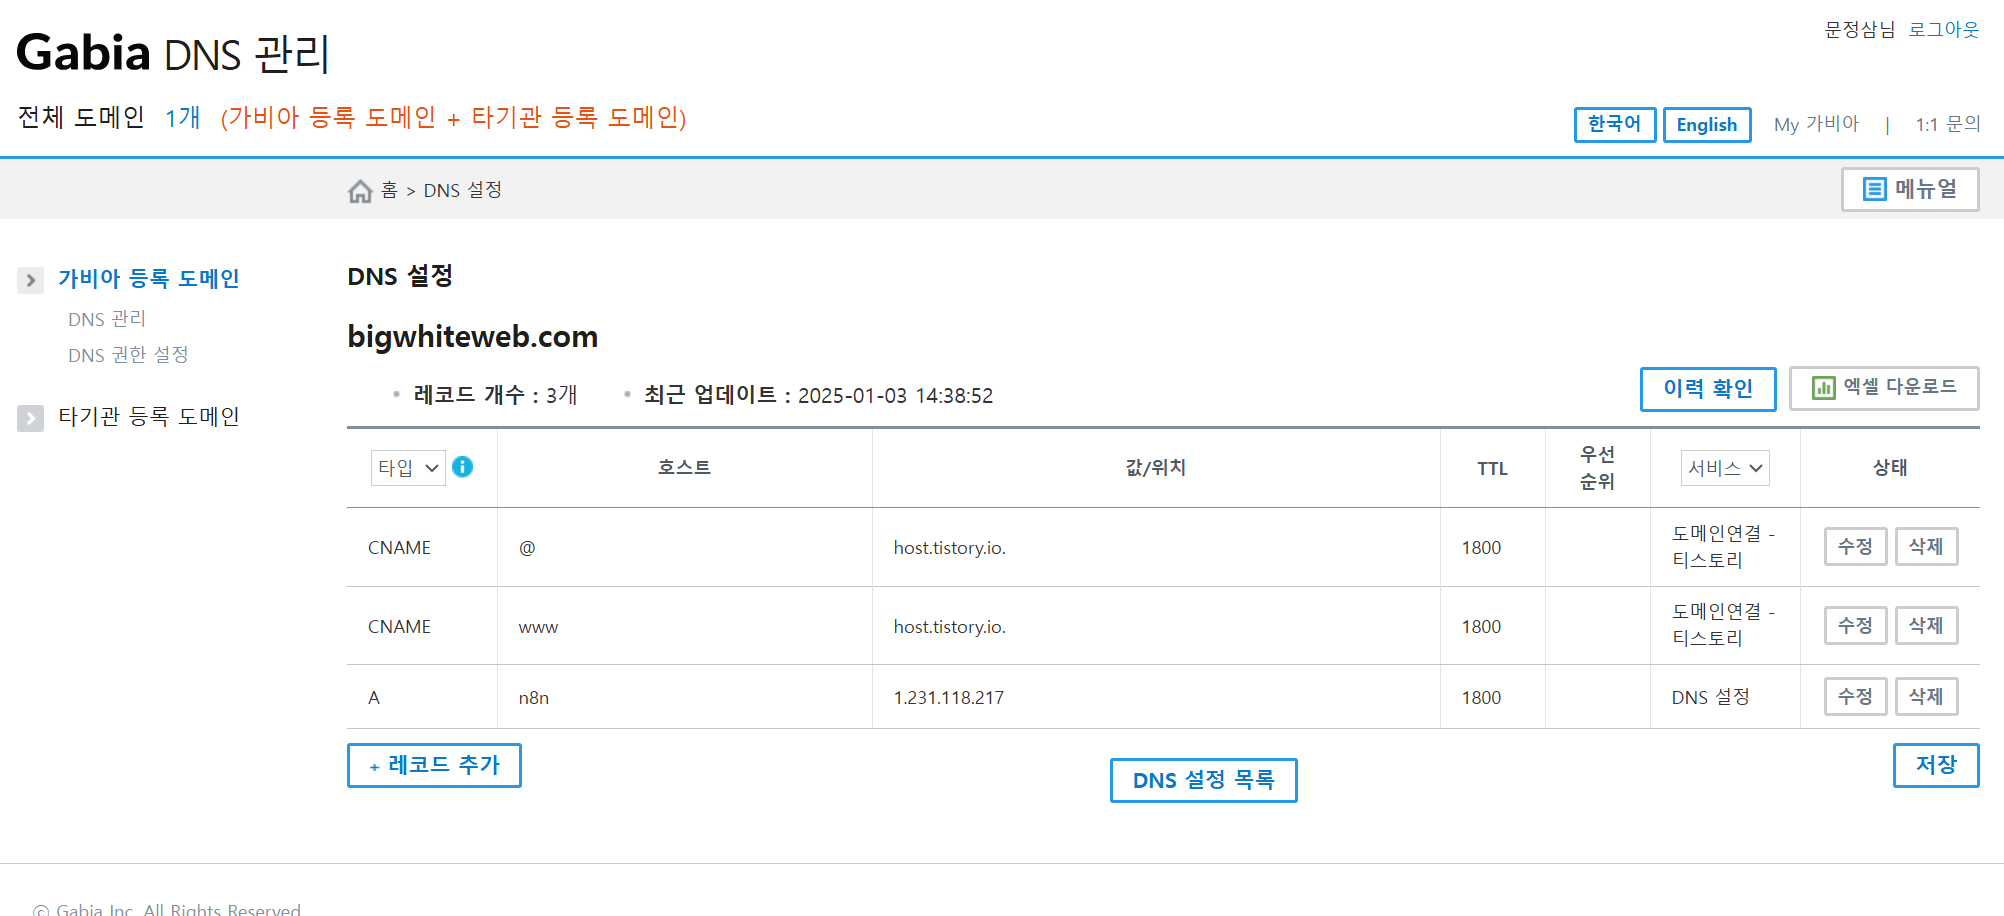 Gabia DNS 관리
문정삼님 로그아웃
전체 도메인 1개 (가비아 등록 도메인 + 타기관 등록 도메인)
한국어 English My 가비아 | 1:1 문의
홈 > DNS 설정
메뉴얼
가비아 등록 도메인
DNS 관리
DNS 권한 설정
타기관 등록 도메인
DNS 설정
bigwhiteweb.com
레코드 개수 : 3개 최근 업데이트 : 2025-01-03 14:38:52
이력 확인 엑셀 다운로드
타입 호스트 값/위치 TTL 우선 순위 서비스 상태
CNAME @ host.tistory.io. 1800 도메인연결 - 티스토리 수정 삭제
CNAME www host.tistory.io. 1800 도메인연결 - 티스토리 수정 삭제
A n8n 1.231.118.217 1800 DNS 설정 수정 삭제
+ 레코드 추가
DNS 설정 목록
저장
© Gabia Inc. All Rights Reserved